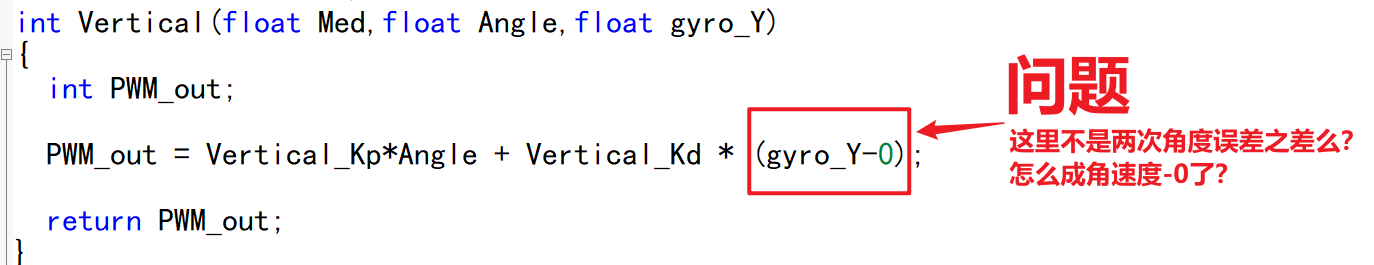 int Vertical(float Med,float Angle,float gyro_Y)
{
int PWM_out;
问题
这里不是两次角度误差之差么？
PWM_out = Vertical_Kp*Angle + Vertical_Kd * (gyro_Y-0);
怎么成角速度-0了？
return PWM_out;
}